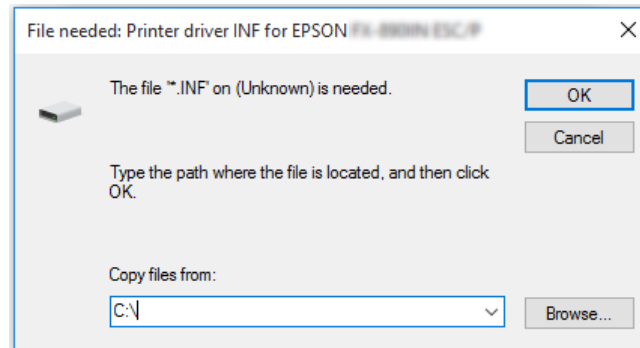 File needed: Printer driver INF for EPSON
The file '*.INF' on (Unknown) is needed.
OK
Cancel
Type the path where the file is located, and then click
OK.
Copy files from:
C:\
Browse...